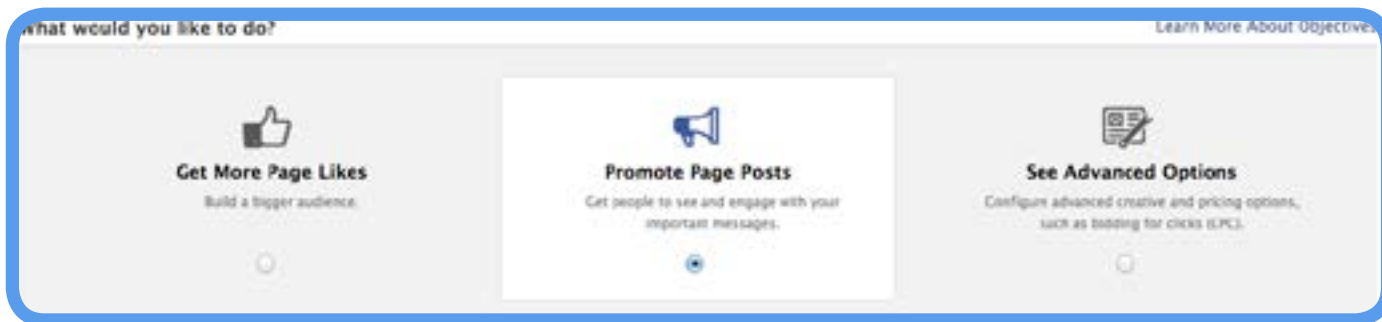 What would you like to do?
Learn More About Objectives
Get More Page Likes
Build a bigger audience.
Promote Page Posts
Get people to see and engage with your
important messages.
See Advanced Options
Configure advanced creative and pricing options,
such as bidding for clicks (CPC).